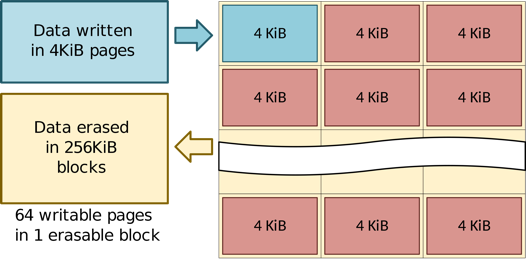 Data written
in 4KiB pages
4 KiB 4 KiB 4 KiB
4 KiB 4 KiB 4 KiB
Data erased
in 256KiB
blocks
64 writable pages
in 1 erasable block
4 KiB 4 KiB 4 KiB